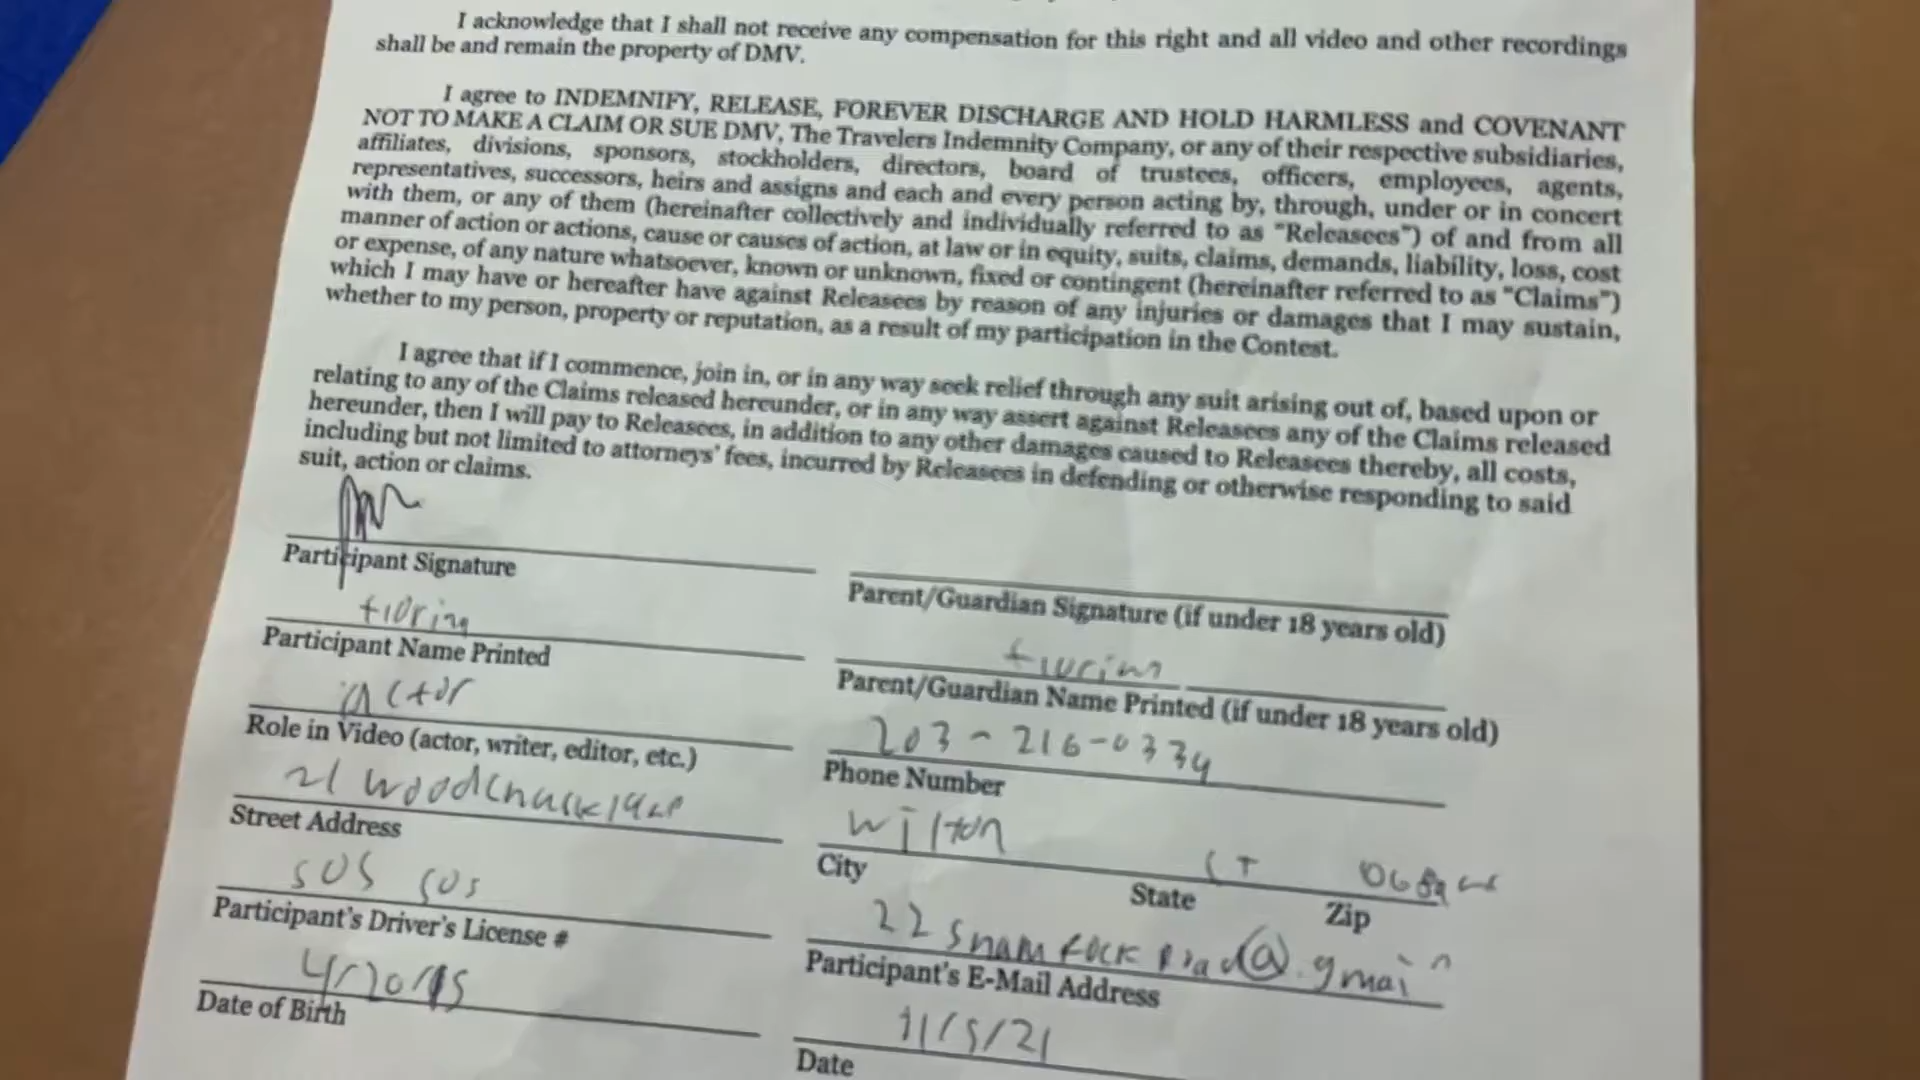 I acknowledge that I shall not receive any compensation for this right and all video and other recordings
shall be and remain the property of DMV.
I agree to INDEMNIFY, RELEASE, FOREVER DISCHARGE AND HOLD HARMLESS and COVENANT
NOT TO MAKE A CLAIM OR SUE DMV, The Travelers Indemnity Company, or any of their respective subsidiaries,
affiliates, divisions, sponsors, stockholders, directors, board of trustees, officers, employees, agents,
representatives, successors, heirs and assigns and each and every person acting by, through, under or in concert
with them, or any of them (hereinafter collectively and individually referred to as "Releasees") of and from all
manner of action or actions, cause or causes of action, at law or in equity, suits, claims, demands, liability, loss, cost
or expense, of any nature whatsoever, known or unknown, fixed or contingent (hereinafter referred to as "Claims")
which I may have or hereafter have against Releasees by reason of any injuries or damages that I may sustain,
whether to my person, property or reputation, as a result of my participation in the Contest.
I agree that if I commence, join in, or in any way seek relief through any suit arising out of, based upon or
relating to any of the Claims released hereunder, or in any way assert against Releasees any of the Claims released
hereunder, then I will pay to Releasees, in addition to any other damages caused to Releasees thereby, all costs,
including but not limited to attorneys' fees, incurred by Releasees in defending or otherwise responding to said
suit, action or claims.
Participant Signature
Parent/Guardian Signature (if under 18 years old)
Participant Name Printed
Parent/Guardian Name Printed (if under 18 years old)
actor
203-216-0334
Role in Video (actor, writer, editor, etc.)
Phone Number
21 woodchuck
wilton CT
Street Address
City State Zip
sos sos
Participant's Driver's License #
Participant's E-Mail Address
11/5/21
Date of Birth
Date